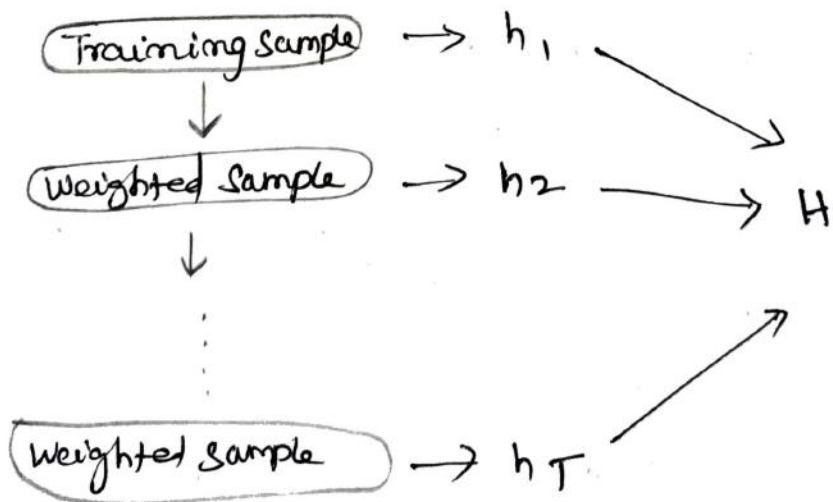 Training Sample → h1
Weighted Sample → h2
H
Weighted Sample → hT